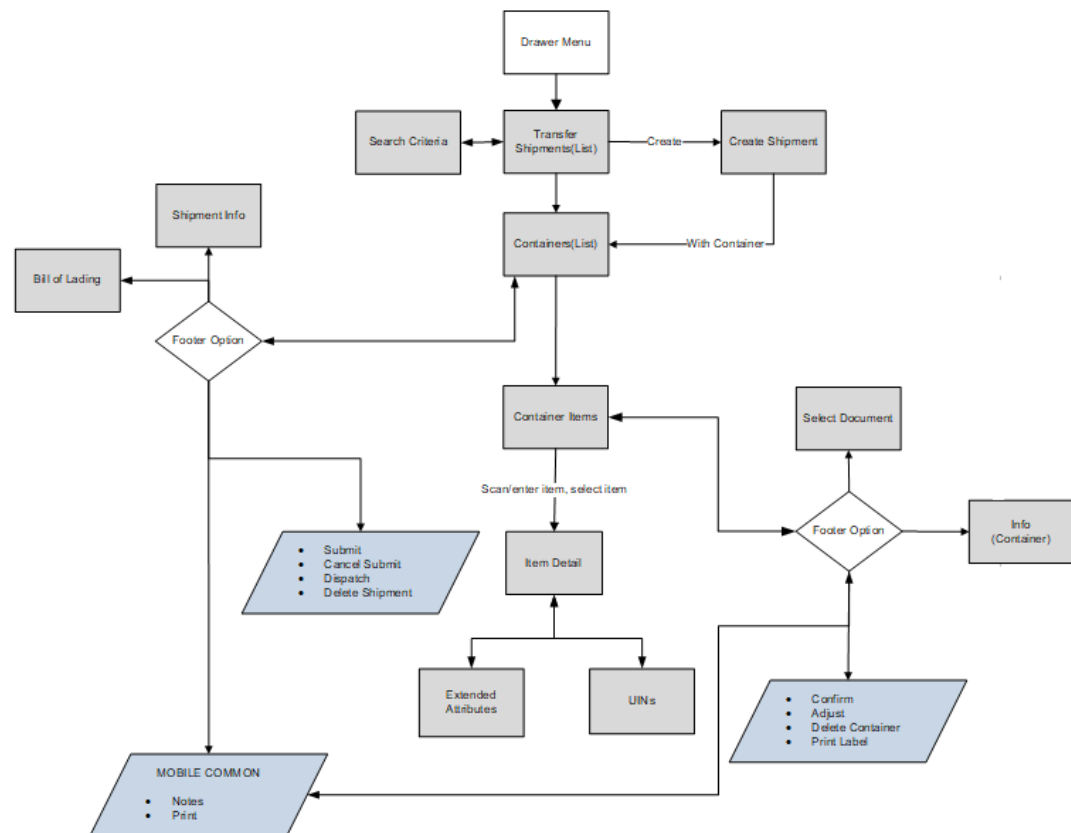 Drawer Menu
Search Criteria
Transfer
Shipments(List)
Create
Create Shipment
Shipment Info
Containers(List)
With Container
Bill of Lading
Footer Option
Container Items
Select Document
Scan/enter item, select item
Footer Option
Info
(Container)
• Submit
• Cancel Submit
• Dispatch
• Delete Shipment
Item Detail
Extended
Attributes
UINs
• Confirm
• Adjust
• Delete Container
• Print Label
MOBILE COMMON
• Notes
• Print